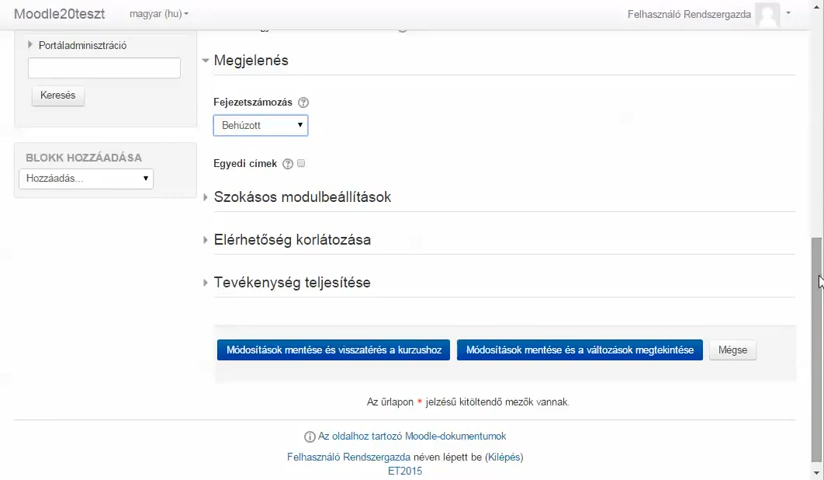 Moodle20teszt magyar (hu) Felhasználó Rendszergazda
Portáladminisztráció
Keresés
BLOKK HOZZÁADÁSA
Hozzáadás...
Megjelenés
Fejezetszámozás
Behúzott
Egyedi címek
Szokásos modulbeállítások
Elérhetőség korlátozása
Tevékenység teljesítése
Módosítások mentése és visszatérés a kurzushoz Módosítások mentése és a változások megtekintése Mégse
Az űrlapon * jelzésű kitöltendő mezők vannak.
Az oldalhoz tartozó Moodle-dokumentumok
Felhasználó Rendszergazda néven lépett be (Kilépés)
ET2015